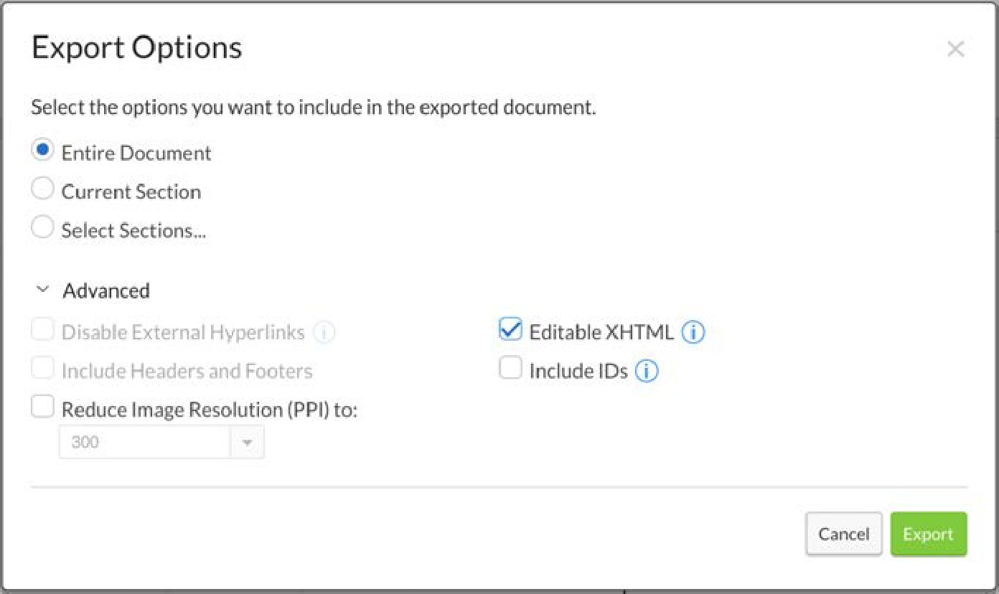 Export Options
Select the options you want to include in the exported document.
Entire Document
Current Section
Select Sections...
Advanced
Disable External Hyperlinks
Editable XHTML
Include Headers and Footers
Include IDs
Reduce Image Resolution (PPI) to:
300
Cancel
Export